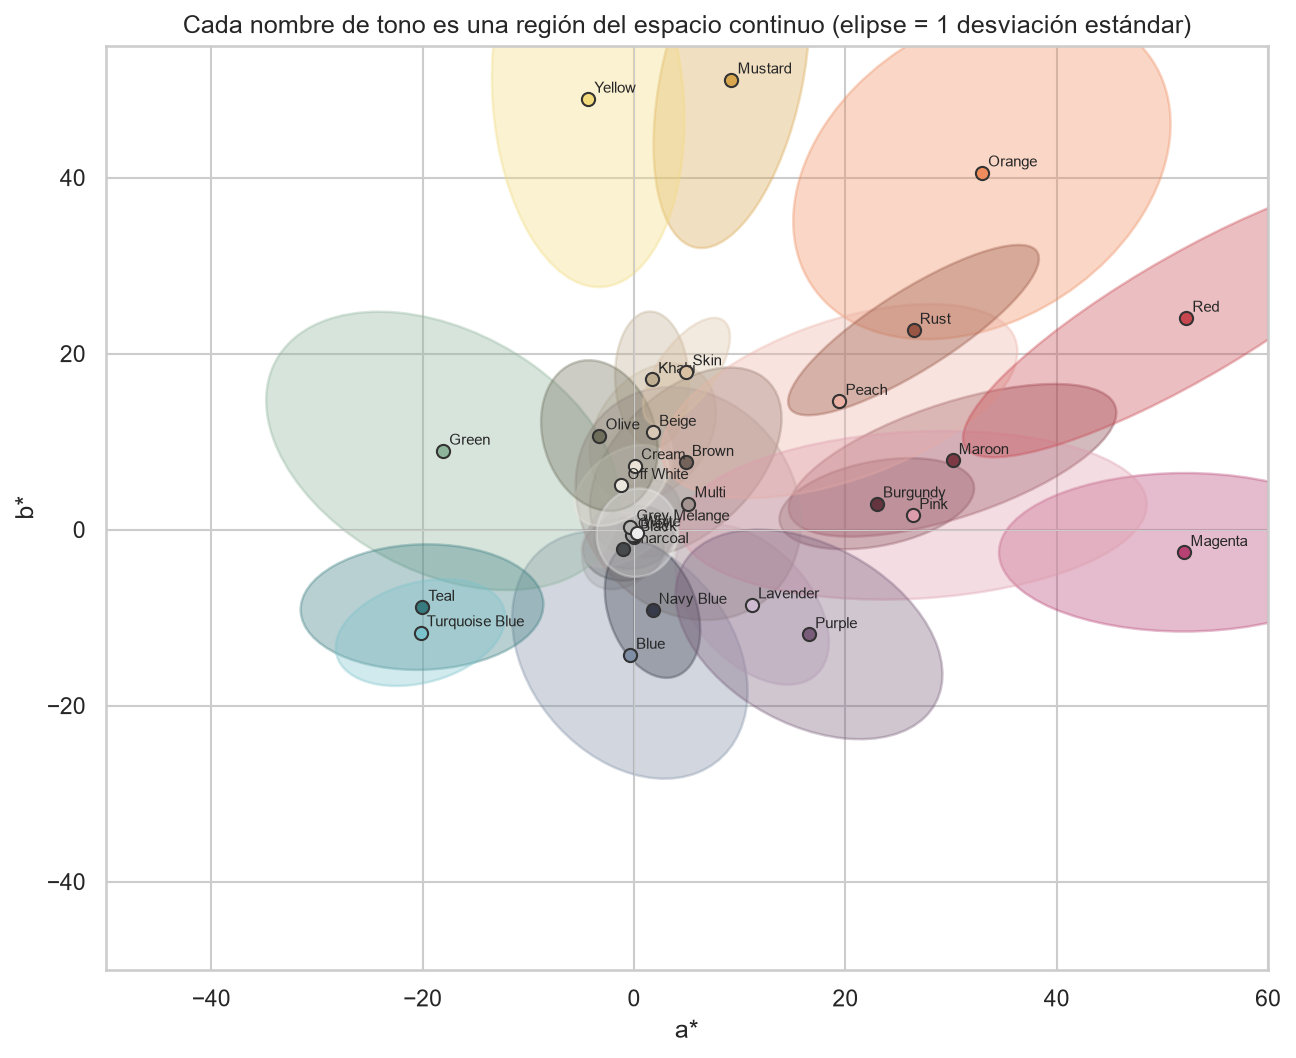 Cada nombre de tono es una región del espacio continuo (elipse = 1 desviación estándar)
Mustard
Yellow
40
Orange
Red
Rust
20
Skin
Peach
Beige
Olive
Green
Brown
Maroon
Cream
Off White
Burgundy
Multi
Pink
b*
Grey Melange
0
Black
Magenta
Teal
Navy Blue
Lavender
Turquoise Blue
Purple
Blue
−20
−40
−40
−20
0
20
40
60
a*